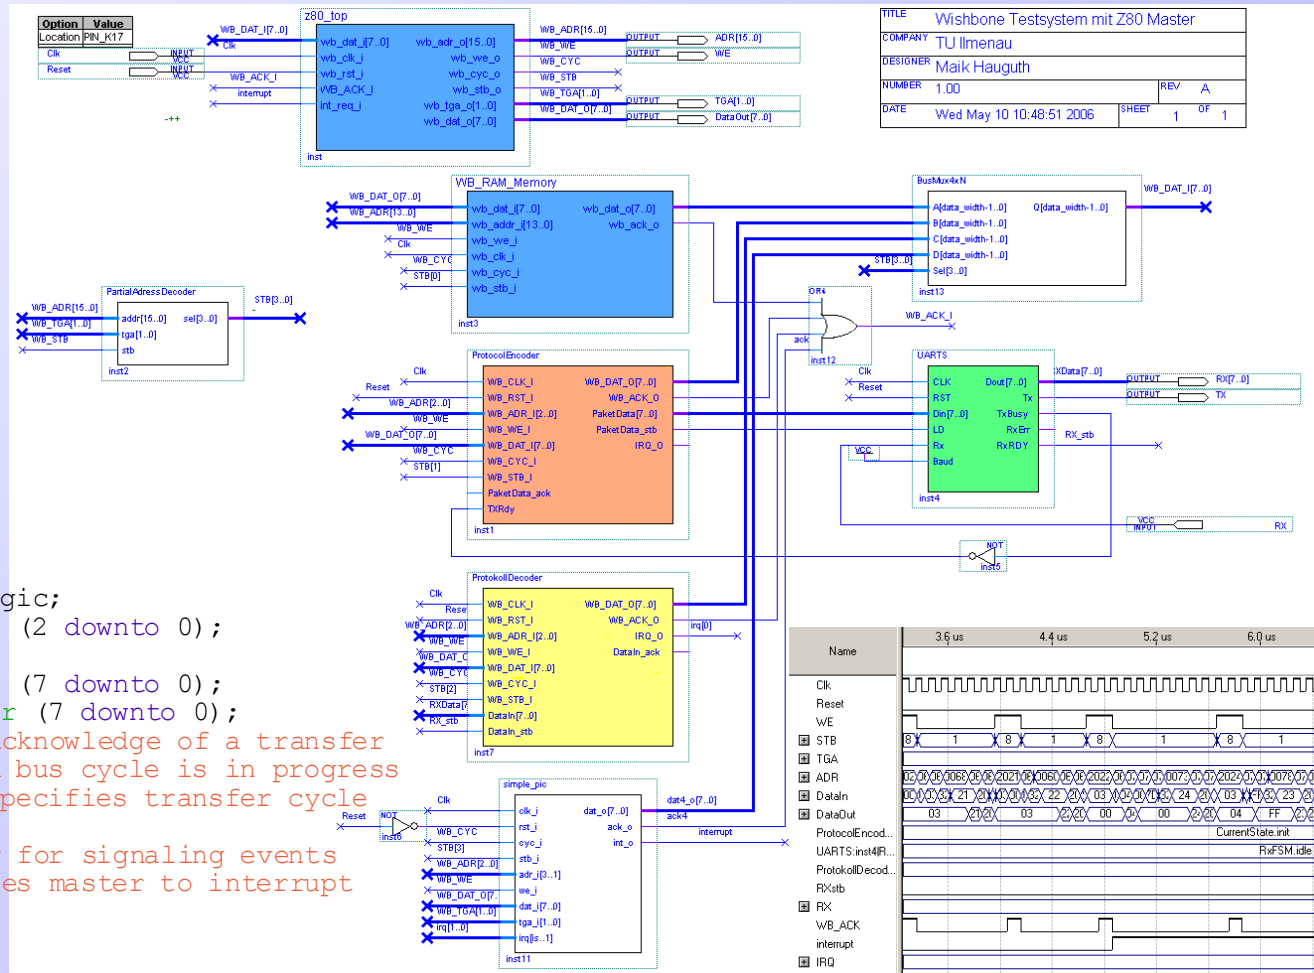 Option Value
Location PIN_K17
Clk INPUT VCC
Reset INPUT VCC
-++
z80_top
WB_DAT_I[7..0]
Clk
WB_ACK_I
interrupt
wb_dat_i[7..0] wb_adr_o[15..0]
wb_clk_i wb_we_o
wb_rst_i wb_cyc_o
WB_ACK_I wb_stb_o
int_req_i wb_tga_o[1..0]
wb_dat_o[7..0]
inst
WB_ADR[15..0]
WB_WE
WB_CYC
WB_STB
WB_TGA[1..0]
WB_DAT_O[7..0]
OUTPUT ADR[15..0]
OUTPUT WE
OUTPUT TGA[1..0]
OUTPUT DataOut[7..0]
TITLE Wishbone Testsystem mit Z80 Master
COMPANY TU Ilmenau
DESIGNER Maik Hauguth
NUMBER 1.00 REV A
DATE Wed May 10 10:48:51 2006 SHEET 1 OF 1
WB_RAM_Memory
WB_DAT_O[7..0]
WB_ADR[13..0]
WB_WE
Clk
WB_CYC
STB[0]
wb_dat_i[7..0] wb_dat_o[7..0]
wb_addr_i[13..0] wb_ack_o
wb_we_i
wb_clk_i
wb_cyc_i
wb_stb_i
inst3
BusMux4xN
A[data_width-1..0] Q[data_width-1..0]
B[data_width-1..0]
C[data_width-1..0]
D[data_width-1..0]
Sel[3..0]
inst13
STB[3..0]
WB_DAT_I[7..0]
PartialAdressDecoder
WB_ADR[15..0]
WB_TGA[1..0]
WB_STB
addr[15..0] sel[3..0]
tga[1..0]
stb
inst2
STB[3..0]
OR4
ack
inst12
WB_ACK_I
ProtocolEncoder
Clk
Reset
WB_ADR[2..0]
WB_WE
WB_DAT_O[7..0]
WB_CYC
STB[1]
WB_CLK_I WB_DAT_O[7..0]
WB_RST_I WB_ACK_O
WB_ADR_I[2..0] PaketData[7..0]
WB_WE_I PaketData_stb
WB_DAT_I[7..0] IRQ_O
WB_CYC_I
WB_STB_I
PaketData_ack
TXRdy
inst1
UARTS
Clk
Reset
VCC
CLK Dout[7..0]
RST Tx
Din[7..0] TxBusy
LD RxErr
Rx RxRDY
Baud
inst4
XData[7..0]
RX_stb
OUTPUT RX[7..0]
OUTPUT TX
VCC INPUT RX
NOT
inst5
ProtokollDecoder
Clk
Rese
WB_ADR[2..0]
WB_WE
WB_DAT_O
WB_CYC
STB[2]
RXData[7
RX_stb
WB_CLK_I WB_DAT_O[7..0]
WB_RST_I WB_ACK_O
WB_ADR_I[2..0] IRQ_O
WB_WE_I DataIn_ack
WB_DAT_I[7..0]
WB_CYC_I
WB_STB_I
DataIn[7..0]
DataIn_stb
inst7
irq[0]
gic;
(2 downto 0);
(7 downto 0);
r (7 downto 0);
cknowledge of a transfer
bus cycle is in progress
pecifies transfer cycle
for signaling events
es master to interrupt
simple_pic
Clk
Reset
NOT
inst6
WB_CYC
STB[3]
WB_ADR[2..0]
WB_WE
WB_DAT_O[7.
WB_TGA[1..0]
irq[1..0]
clk_i dat_o[7..0]
rst_i ack_o
cyc_i int_o
stb_i
adr_i[3..1]
we_i
dat_i[7..0]
tga_i[1..0]
irq[is..1]
inst11
dat4_o[7..0]
ack4
interrupt
Name 3.6 us 4.4 us 5.2 us 6.0 us
Clk
Reset
WE
STB 8 1 8 1 8 1 8 1
TGA
ADR
DataIn
DataOut 03 03 00 00 04 FF
ProtocolEncod... CurrentState.init
UARTS:inst4|R... RxFSM.idle
ProtokollDecod...
RXstb
RX
WB_ACK
interrupt
IRQ